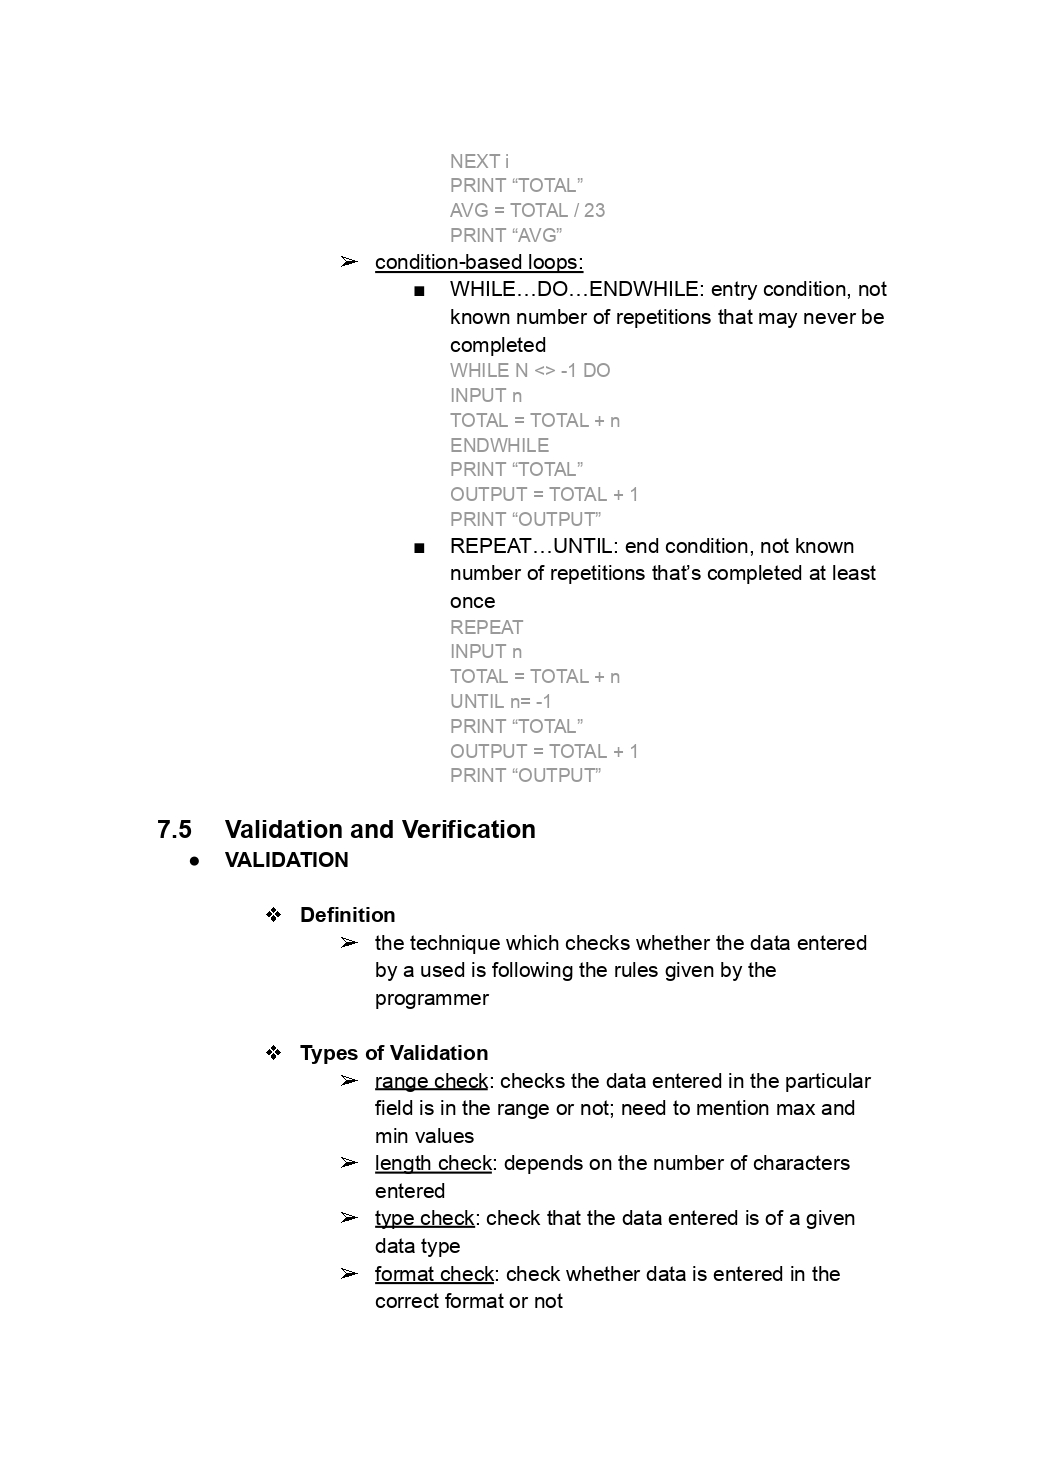 NEXT i
PRINT “TOTAL”
AVG = TOTAL / 23
PRINT “AVG”
➢ condition-based loops:
■ WHILE…DO…ENDWHILE: entry condition, not
known number of repetitions that may never be
completed
WHILE N <> -1 DO
INPUT n
TOTAL = TOTAL + n
ENDWHILE
PRINT “TOTAL”
OUTPUT = TOTAL + 1
PRINT “OUTPUT”
■ REPEAT…UNTIL: end condition, not known
number of repetitions that’s completed at least
once
REPEAT
INPUT n
TOTAL = TOTAL + n
UNTIL n= -1
PRINT “TOTAL”
OUTPUT = TOTAL + 1
PRINT “OUTPUT”
7.5 Validation and Verification
● VALIDATION
❖ Definition
➢ the technique which checks whether the data entered
by a used is following the rules given by the
programmer
❖ Types of Validation
➢ range check: checks the data entered in the particular
field is in the range or not; need to mention max and
min values
➢ length check: depends on the number of characters
entered
➢ type check: check that the data entered is of a given
data type
➢ format check: check whether data is entered in the
correct format or not